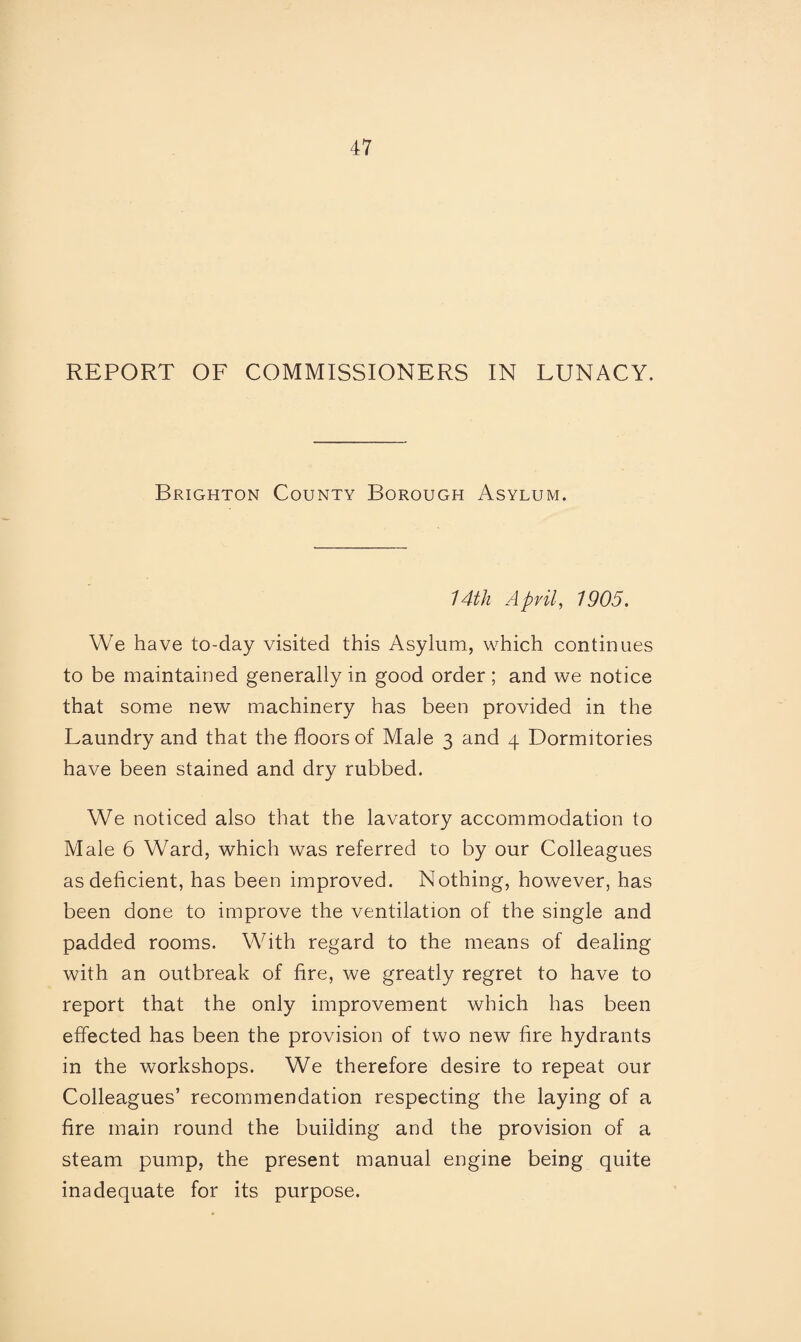 47
REPORT OF COMMISSIONERS IN LUNACY.
Brighton County Borough Asylum.
14th April, 1905.
We have to-day visited this Asylum, which continues
to be maintained generally in good order ; and we notice
that some new machinery has been provided in the
Laundry and that the floors of Male 3 and 4 Dormitories
have been stained and dry rubbed.
We noticed also that the lavatory accommodation to
Male 6 Ward, which was referred to by our Colleagues
as deficient, has been improved. Nothing, however, has
been done to improve the ventilation of the single and
padded rooms. With regard to the means of dealing
with an outbreak of fire, we greatly regret to have to
report that the only improvement which has been
effected has been the provision of two new fire hydrants
in the workshops. We therefore desire to repeat our
Colleagues’ recommendation respecting the laying of a
fire main round the building and the provision of a
steam pump, the present manual engine being quite
inadequate for its purpose.